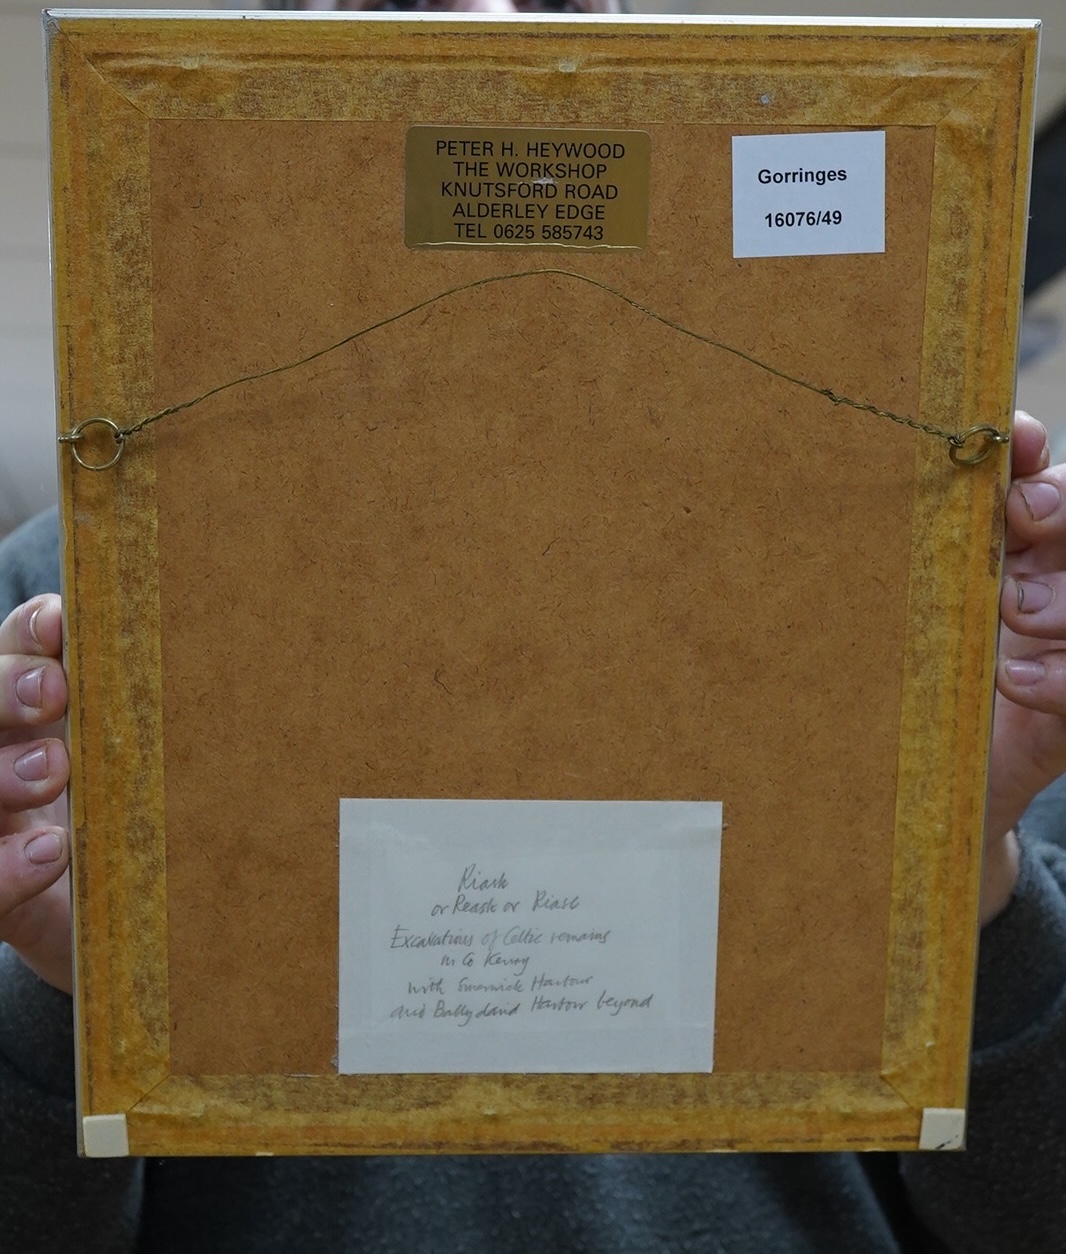 PETER H. HEYWOOD
THE WORKSHOP
KNUTSFORD ROAD
ALDERLEY EDGE
TEL 0625 585743
Gorringes
16076/49
Riask
or Reask or Riasc
Excavations of Celtic remains
in Co Kerry
with Smerwick Harbour
and Ballydavid Harbour beyond